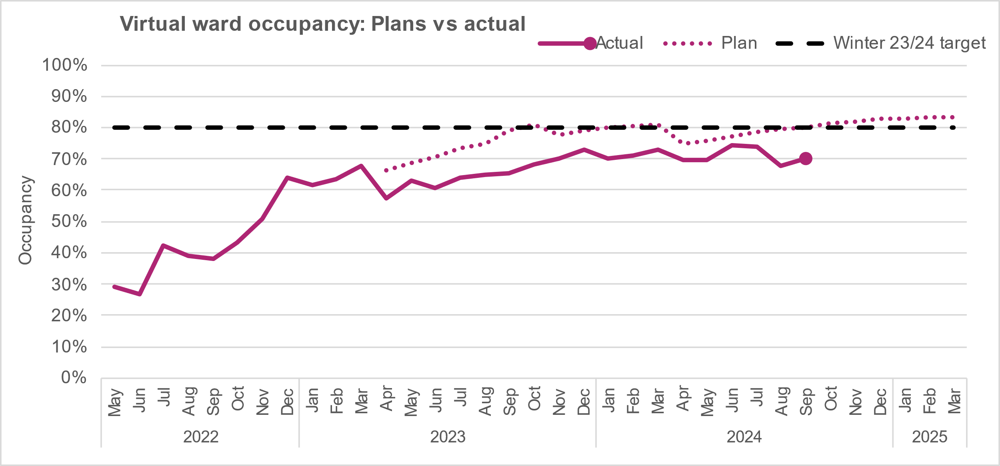 Virtual ward occupancy: Plans vs actual
Actual Plan Winter 23/24 target
100%
90%
80%
70%
60%
50%
40%
30%
20%
10%
0%
Occupancy
May Jun Jul Aug Sep Oct Nov Dec Jan Feb Mar Apr May Jun Jul Aug Sep Oct Nov Dec Jan Feb Mar Apr May Jun Jul Aug Sep Oct Nov Dec Jan Feb Mar
2022 2023 2024 2025